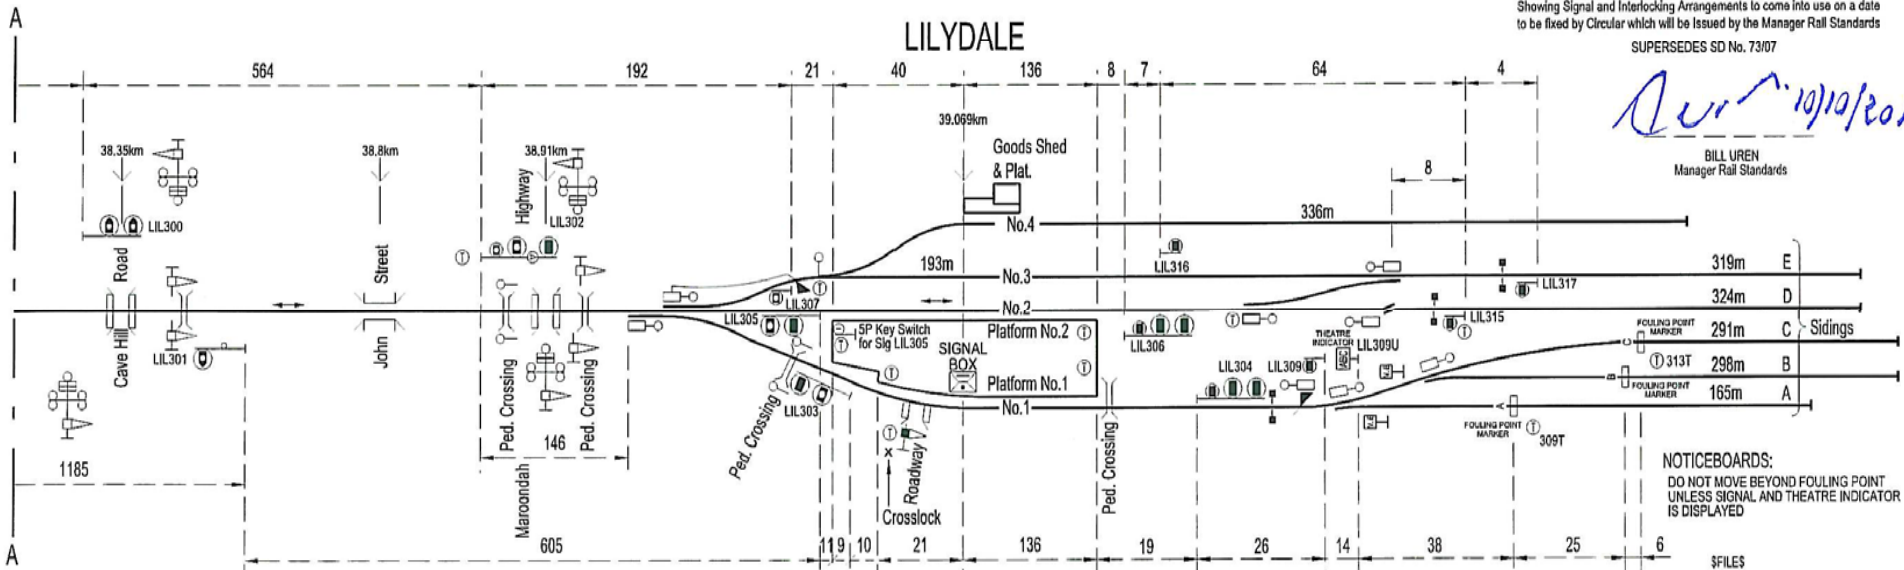 A
LILYDALE
Showing Signal and Interlocking Arrangements to come into use on a date
to be fixed by Circular which will be Issued by the Manager Rail Standards
SUPERSEDES SD No. 73/07
10/10/20
BILL UREN
Manager Rail Standards
564
192
21
40
136
8
7
64
4
8
38.35km
38.8km
38.91km
39.069km
Goods Shed
& Plat.
LIL300
LIL302
Highway
Road
Street
No.4
336m
LIL316
193m
No.3
319m
E
LIL317
No.2
324m
D
LIL307
LIL305
LIL315
5P Key Switch
for Sig LIL305
Platform No.2
LIL306
THEATRE
INDICATOR
LIL309U
ABC
FOULING POINT
MARKER
291m
C
Sidings
Cave Hill
LIL301
John
SIGNAL
BOX
Platform No.1
LIL304
LIL309
C
T
313T
298m
B
B
FOULING POINT
MARKER
165m
A
A
LIL303
No.1
FOULING POINT
MARKER
T
309T
Ped. Crossing
Ped. Crossing
Ped. Crossing
Ped. Crossing
146
Maroondah
X
Roadway
Crosslock
1185
NOTICEBOARDS:
DO NOT MOVE BEYOND FOULING POINT
UNLESS SIGNAL AND THEATRE INDICATOR
IS DISPLAYED
A
605
11
9
10
21
136
19
26
14
38
25
6
$FILES